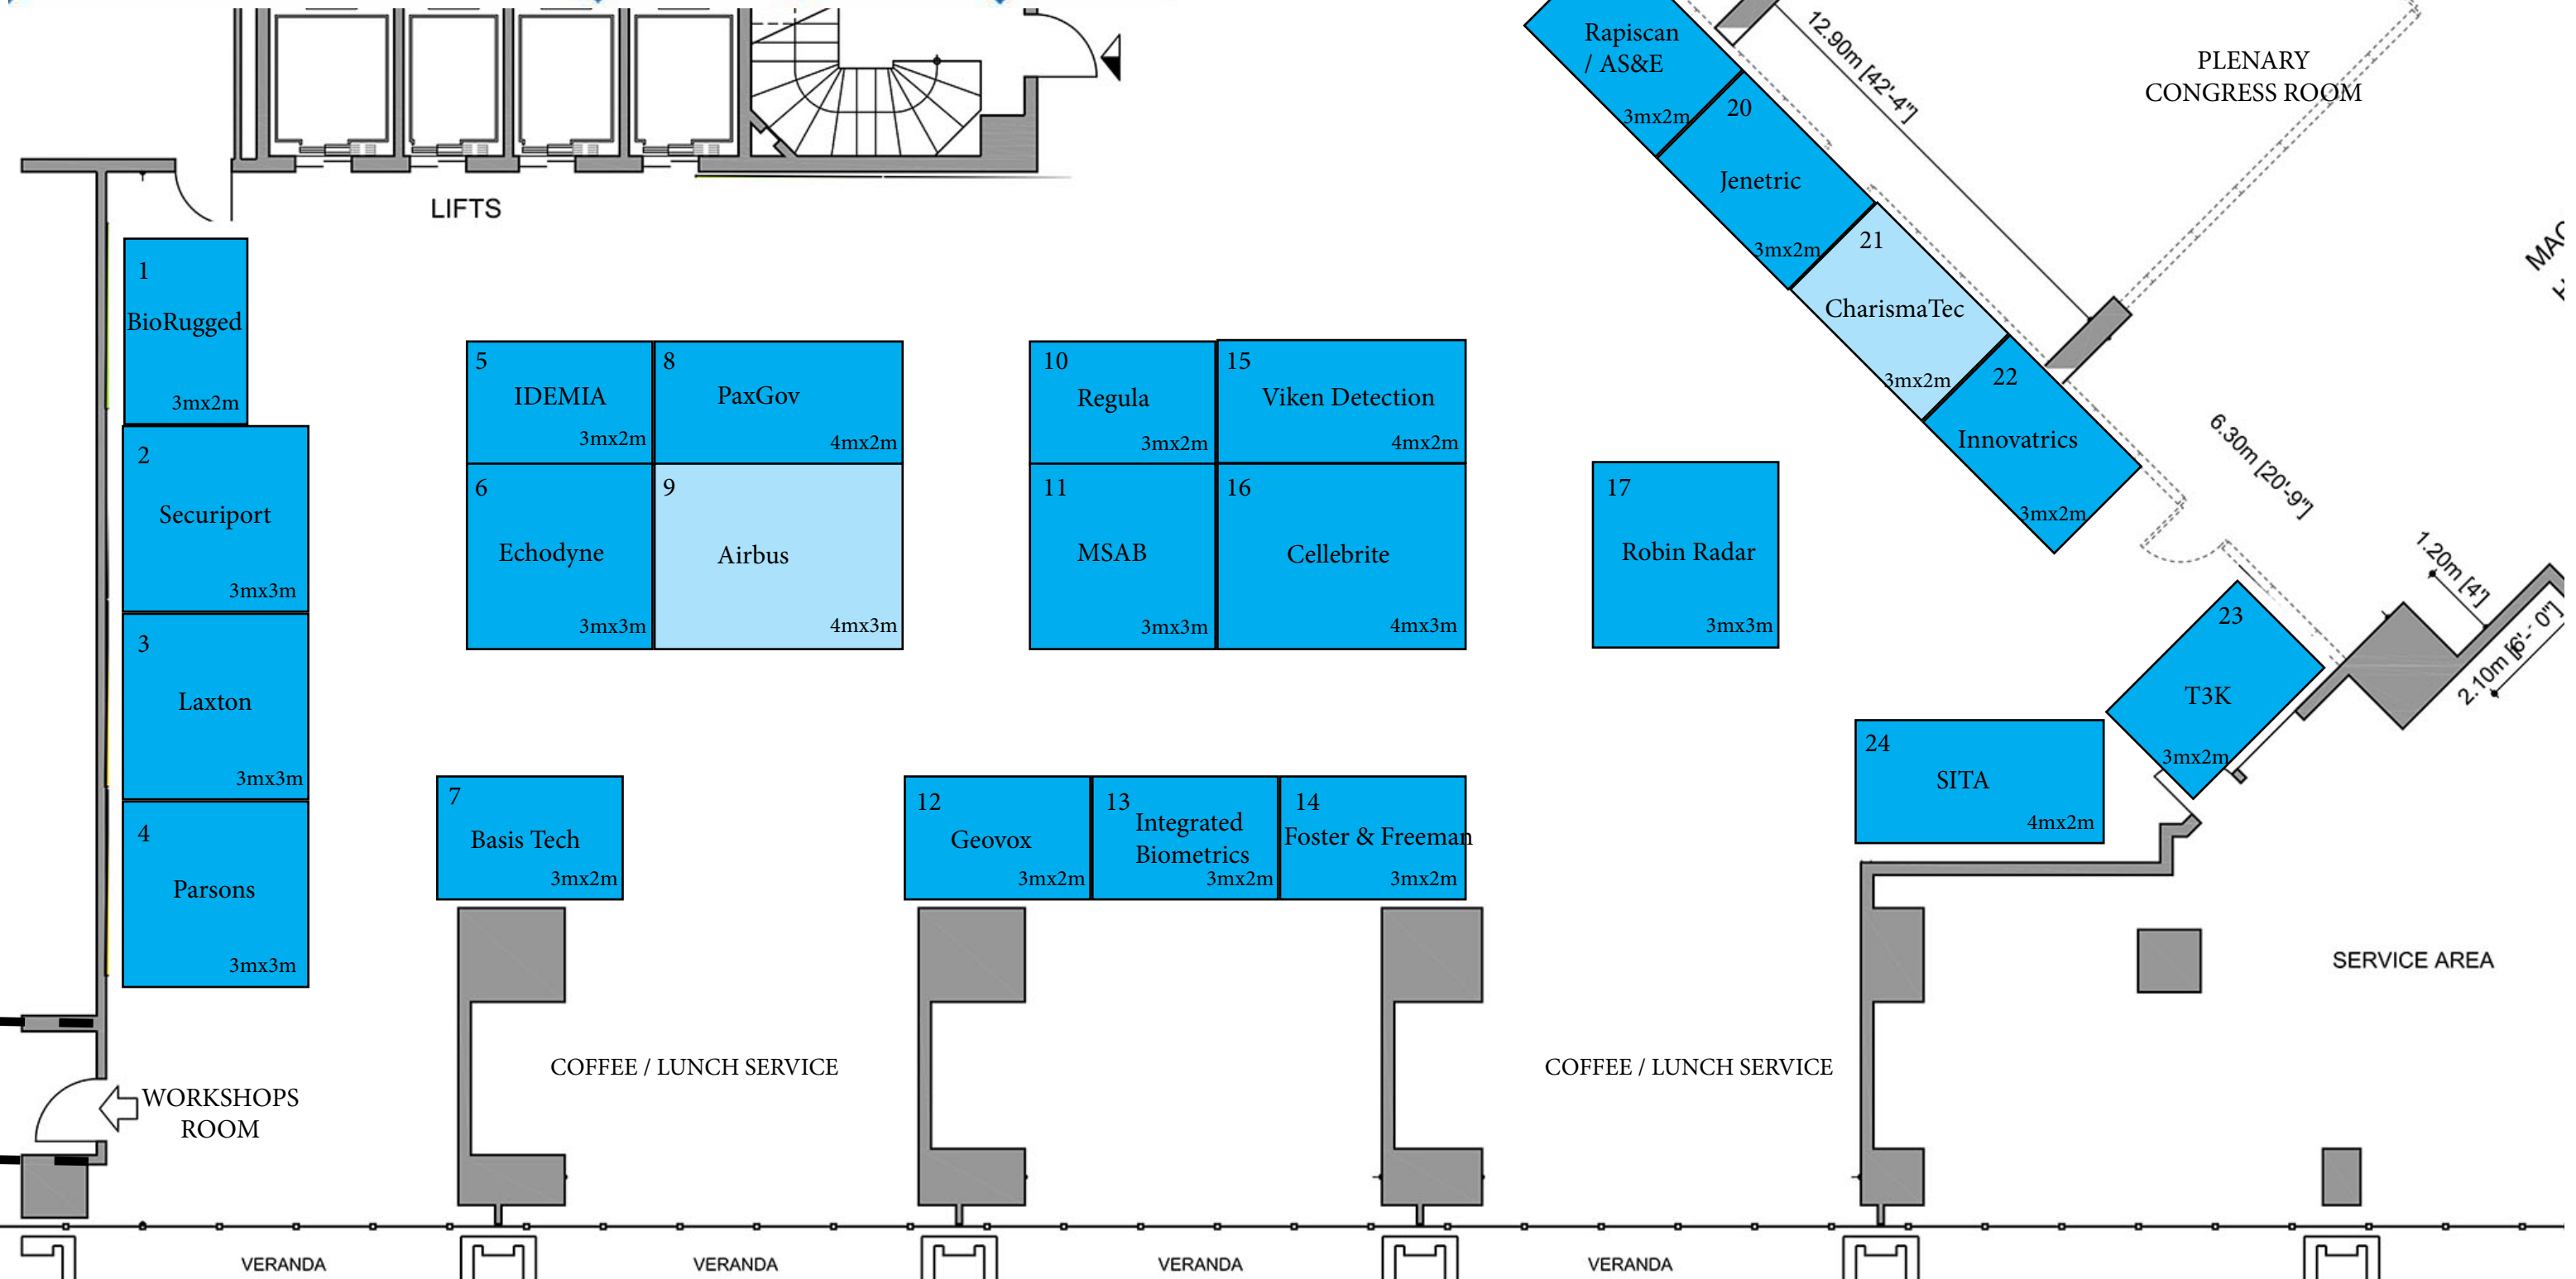 Rapiscan
/ AS&E
3mx2m
12.90m [42'-4"]
PLENARY
CONGRESS ROOM
20
Jenetric
3mx2m
LIFTS
21
CharismaTec
3mx2m
22
Innovatrics
3mx2m
6.30m [20'-9"]
1.20m [4']
2.10m [6'- 0"]
1
BioRugged
3mx2m
2
Securiport
3mx3m
3
Laxton
3mx3m
4
Parsons
3mx3m
5
IDEMIA
3mx2m
8
PaxGov
4mx2m
6
Echodyne
3mx3m
9
Airbus
4mx3m
10
Regula
3mx2m
15
Viken Detection
4mx2m
11
MSAB
3mx3m
16
Cellebrite
4mx3m
17
Robin Radar
3mx3m
23
T3K
3mx2m
24
SITA
4mx2m
7
Basis Tech
3mx2m
12
Geovox
3mx2m
13
Integrated
Biometrics
3mx2m
14
Foster & Freeman
3mx2m
SERVICE AREA
COFFEE / LUNCH SERVICE
COFFEE / LUNCH SERVICE
WORKSHOPS
ROOM
VERANDA
VERANDA
VERANDA
VERANDA